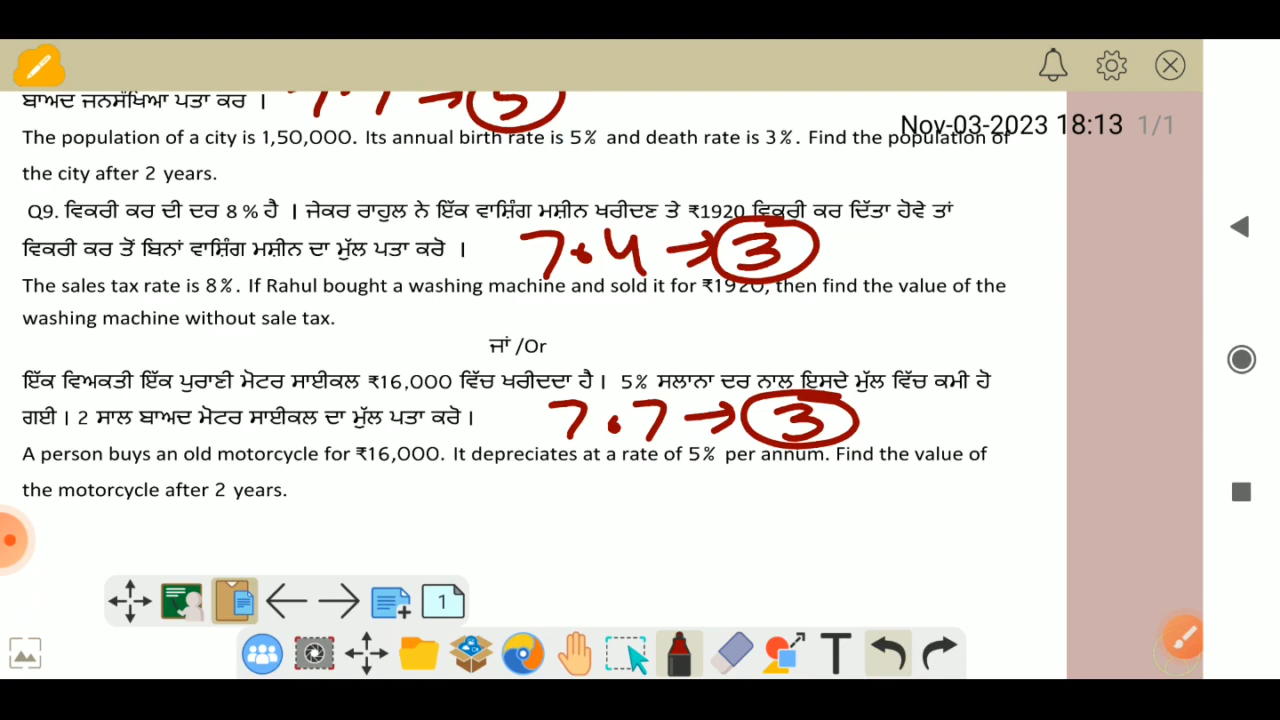 ਬਾਅਦ ਜਨਸੰਖਿਆ ਪਤਾ ਕਰ । 7.7 → 5
Nov-03-2023 18:13 1/1
The population of a city is 1,50,000. Its annual birth rate is 5% and death rate is 3%. Find the population of
the city after 2 years.
Q9. ਵਿਕਰੀ ਕਰ ਦੀ ਦਰ 8 % ਹੈ । ਜੇਕਰ ਰਾਹੁਲ ਨੇ ਇੱਕ ਵਾਸ਼ਿੰਗ ਮਸ਼ੀਨ ਖਰੀਦਣ ਤੇ ₹1920 ਵਿਕਰੀ ਕਰ ਦਿੱਤਾ ਹੋਵੇ ਤਾਂ
ਵਿਕਰੀ ਕਰ ਤੋਂ ਬਿਨਾਂ ਵਾਸ਼ਿੰਗ ਮਸ਼ੀਨ ਦਾ ਮੁੱਲ ਪਤਾ ਕਰੋ । 7.4 → 3
The sales tax rate is 8%. If Rahul bought a washing machine and sold it for ₹1920, then find the value of the
washing machine without sale tax.
ਜਾਂ /Or
ਇੱਕ ਵਿਅਕਤੀ ਇੱਕ ਪੁਰਾਣੀ ਮੋਟਰ ਸਾਈਕਲ ₹16,000 ਵਿੱਚ ਖਰੀਦਦਾ ਹੈ। 5% ਸਲਾਨਾ ਦਰ ਨਾਲ ਇਸਦੇ ਮੁੱਲ ਵਿੱਚ ਕਮੀ ਹੋ
ਗਈ। 2 ਸਾਲ ਬਾਅਦ ਮੋਟਰ ਸਾਈਕਲ ਦਾ ਮੁੱਲ ਪਤਾ ਕਰੋ। 7.7 → 3
A person buys an old motorcycle for ₹16,000. It depreciates at a rate of 5% per annum. Find the value of
the motorcycle after 2 years.
1
T